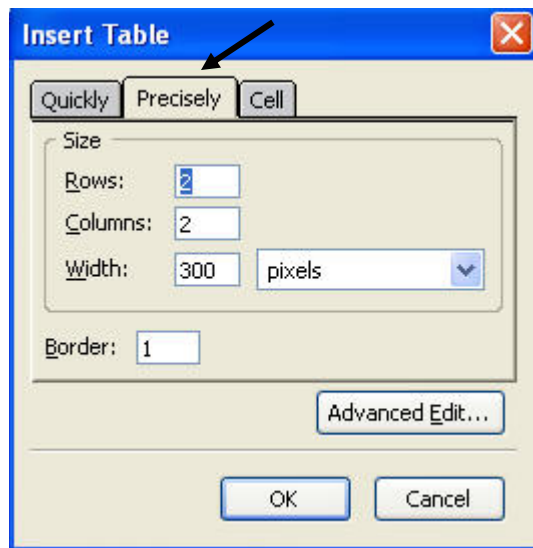 Insert Table
Quickly Precisely Cell
Size
Rows: 2
Columns: 2
Width: 300 pixels
Border: 1
Advanced Edit...
OK Cancel